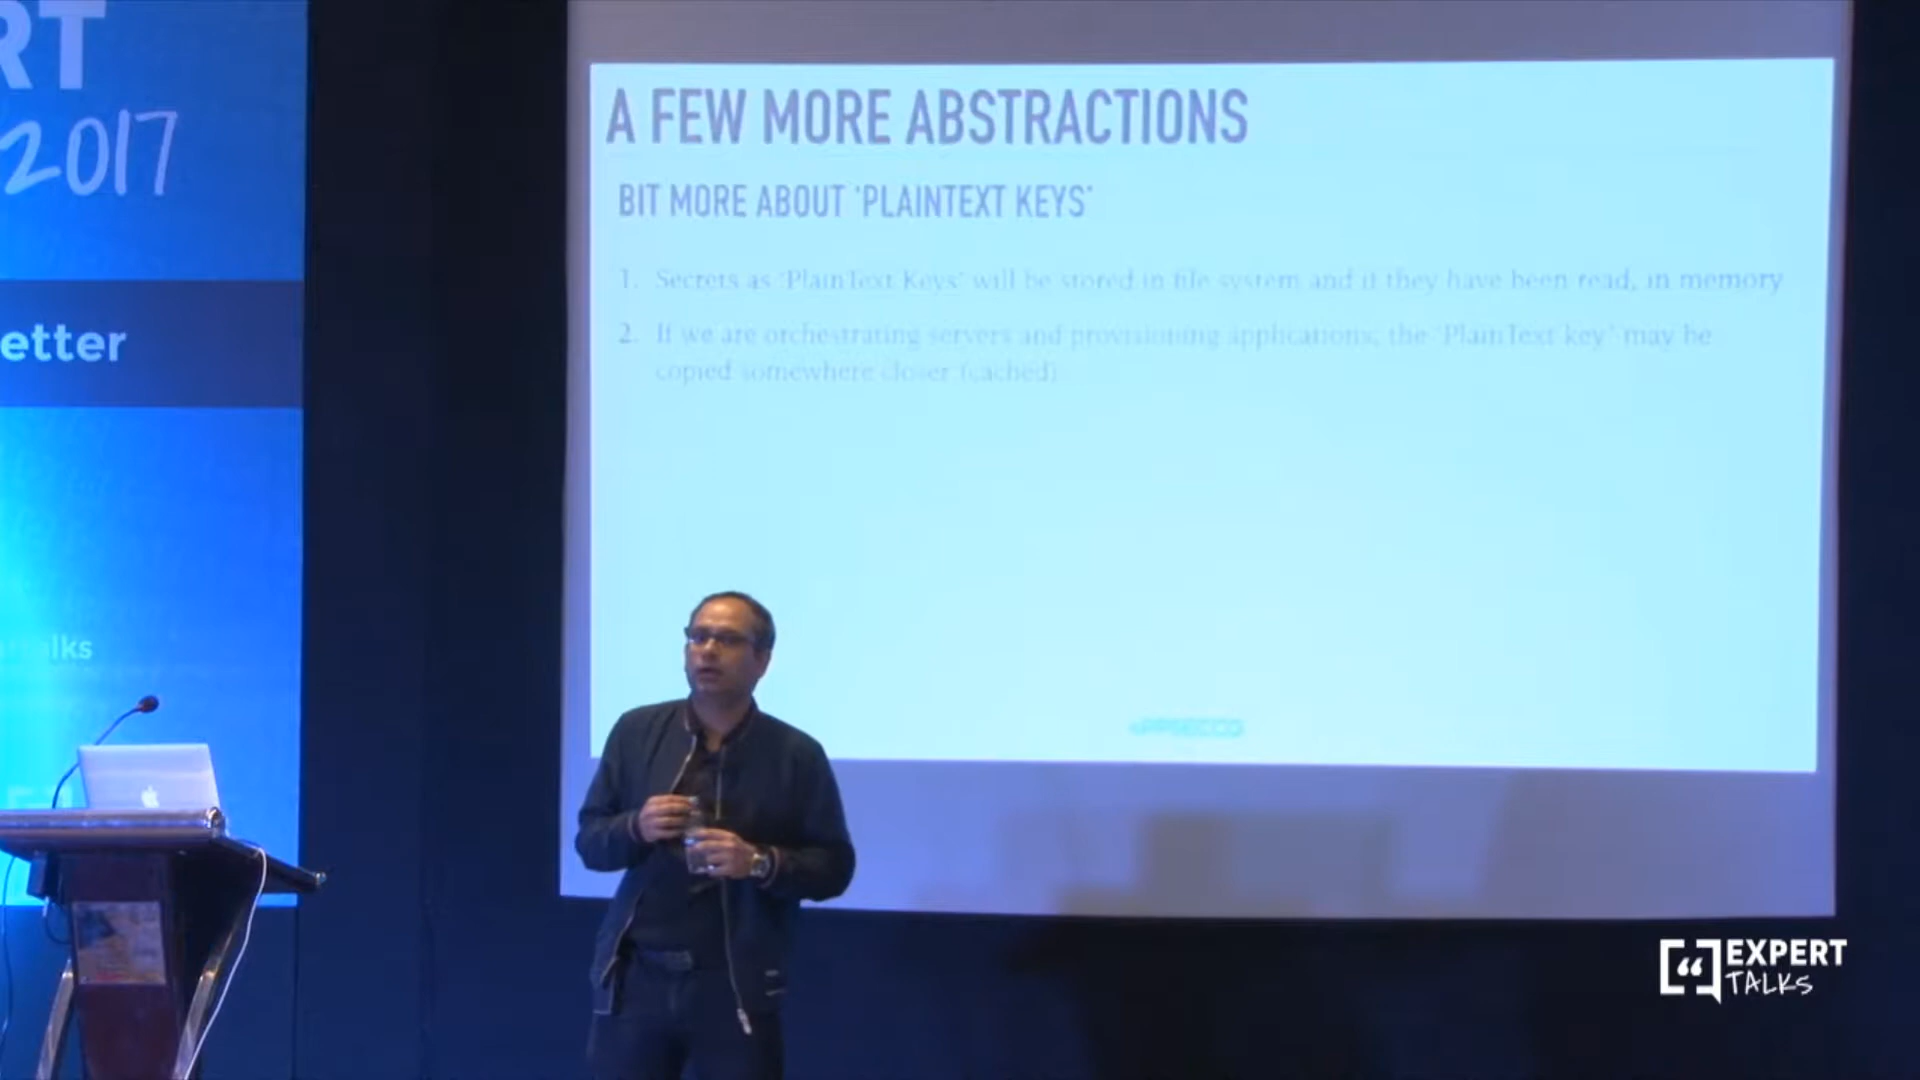 RT
2017
etter
alks
A FEW MORE ABSTRACTIONS
BIT MORE ABOUT 'PLAINTEXT KEYS'
1. Secrets as 'PlainText Keys' will be stored in file system and if they have been read, in memory
2. If we are orchestrating servers and provisioning applications, the 'PlainText key' may be
copied somewhere closer (cached)
APPSECCO
EXPERT
TALKS